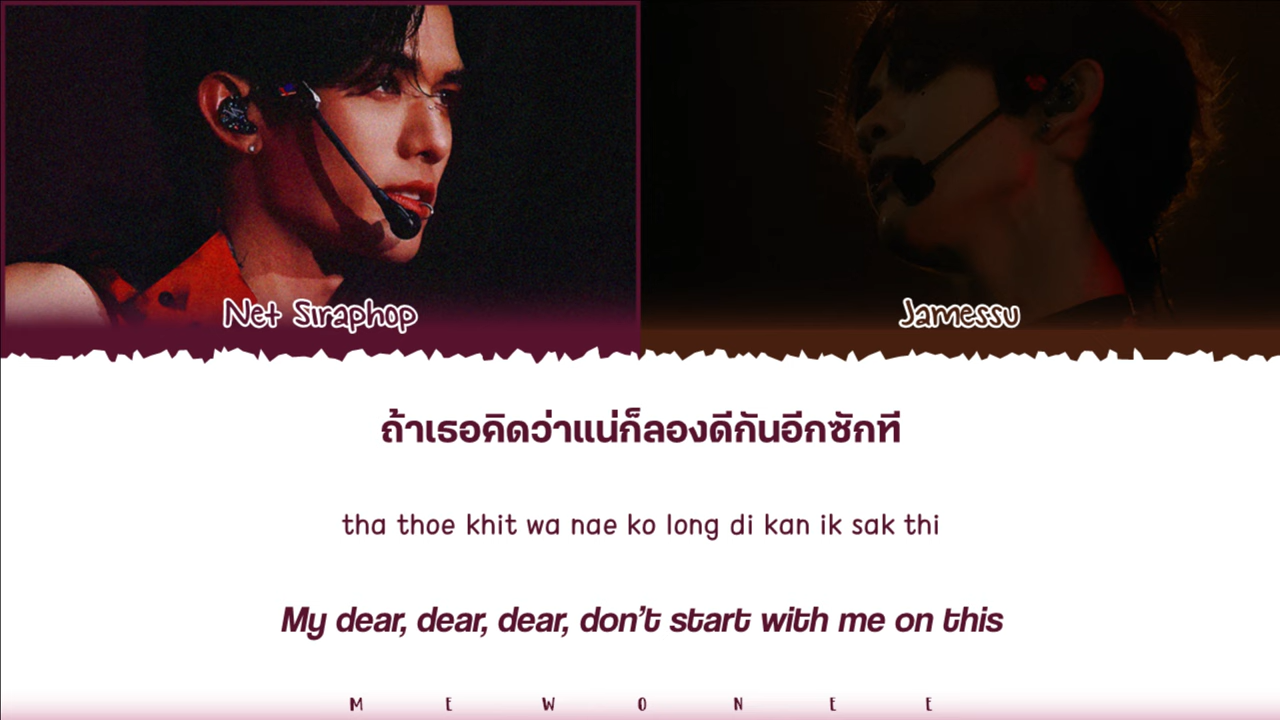 Net Siraphop
Jamessu
ถ้าเธอคิดว่าแน่ก็ลองดีกันอีกซักที
tha thoe khit wa nae ko long di kan ik sak thi
My dear, dear, dear, don't start with me on this
M E W O N E E